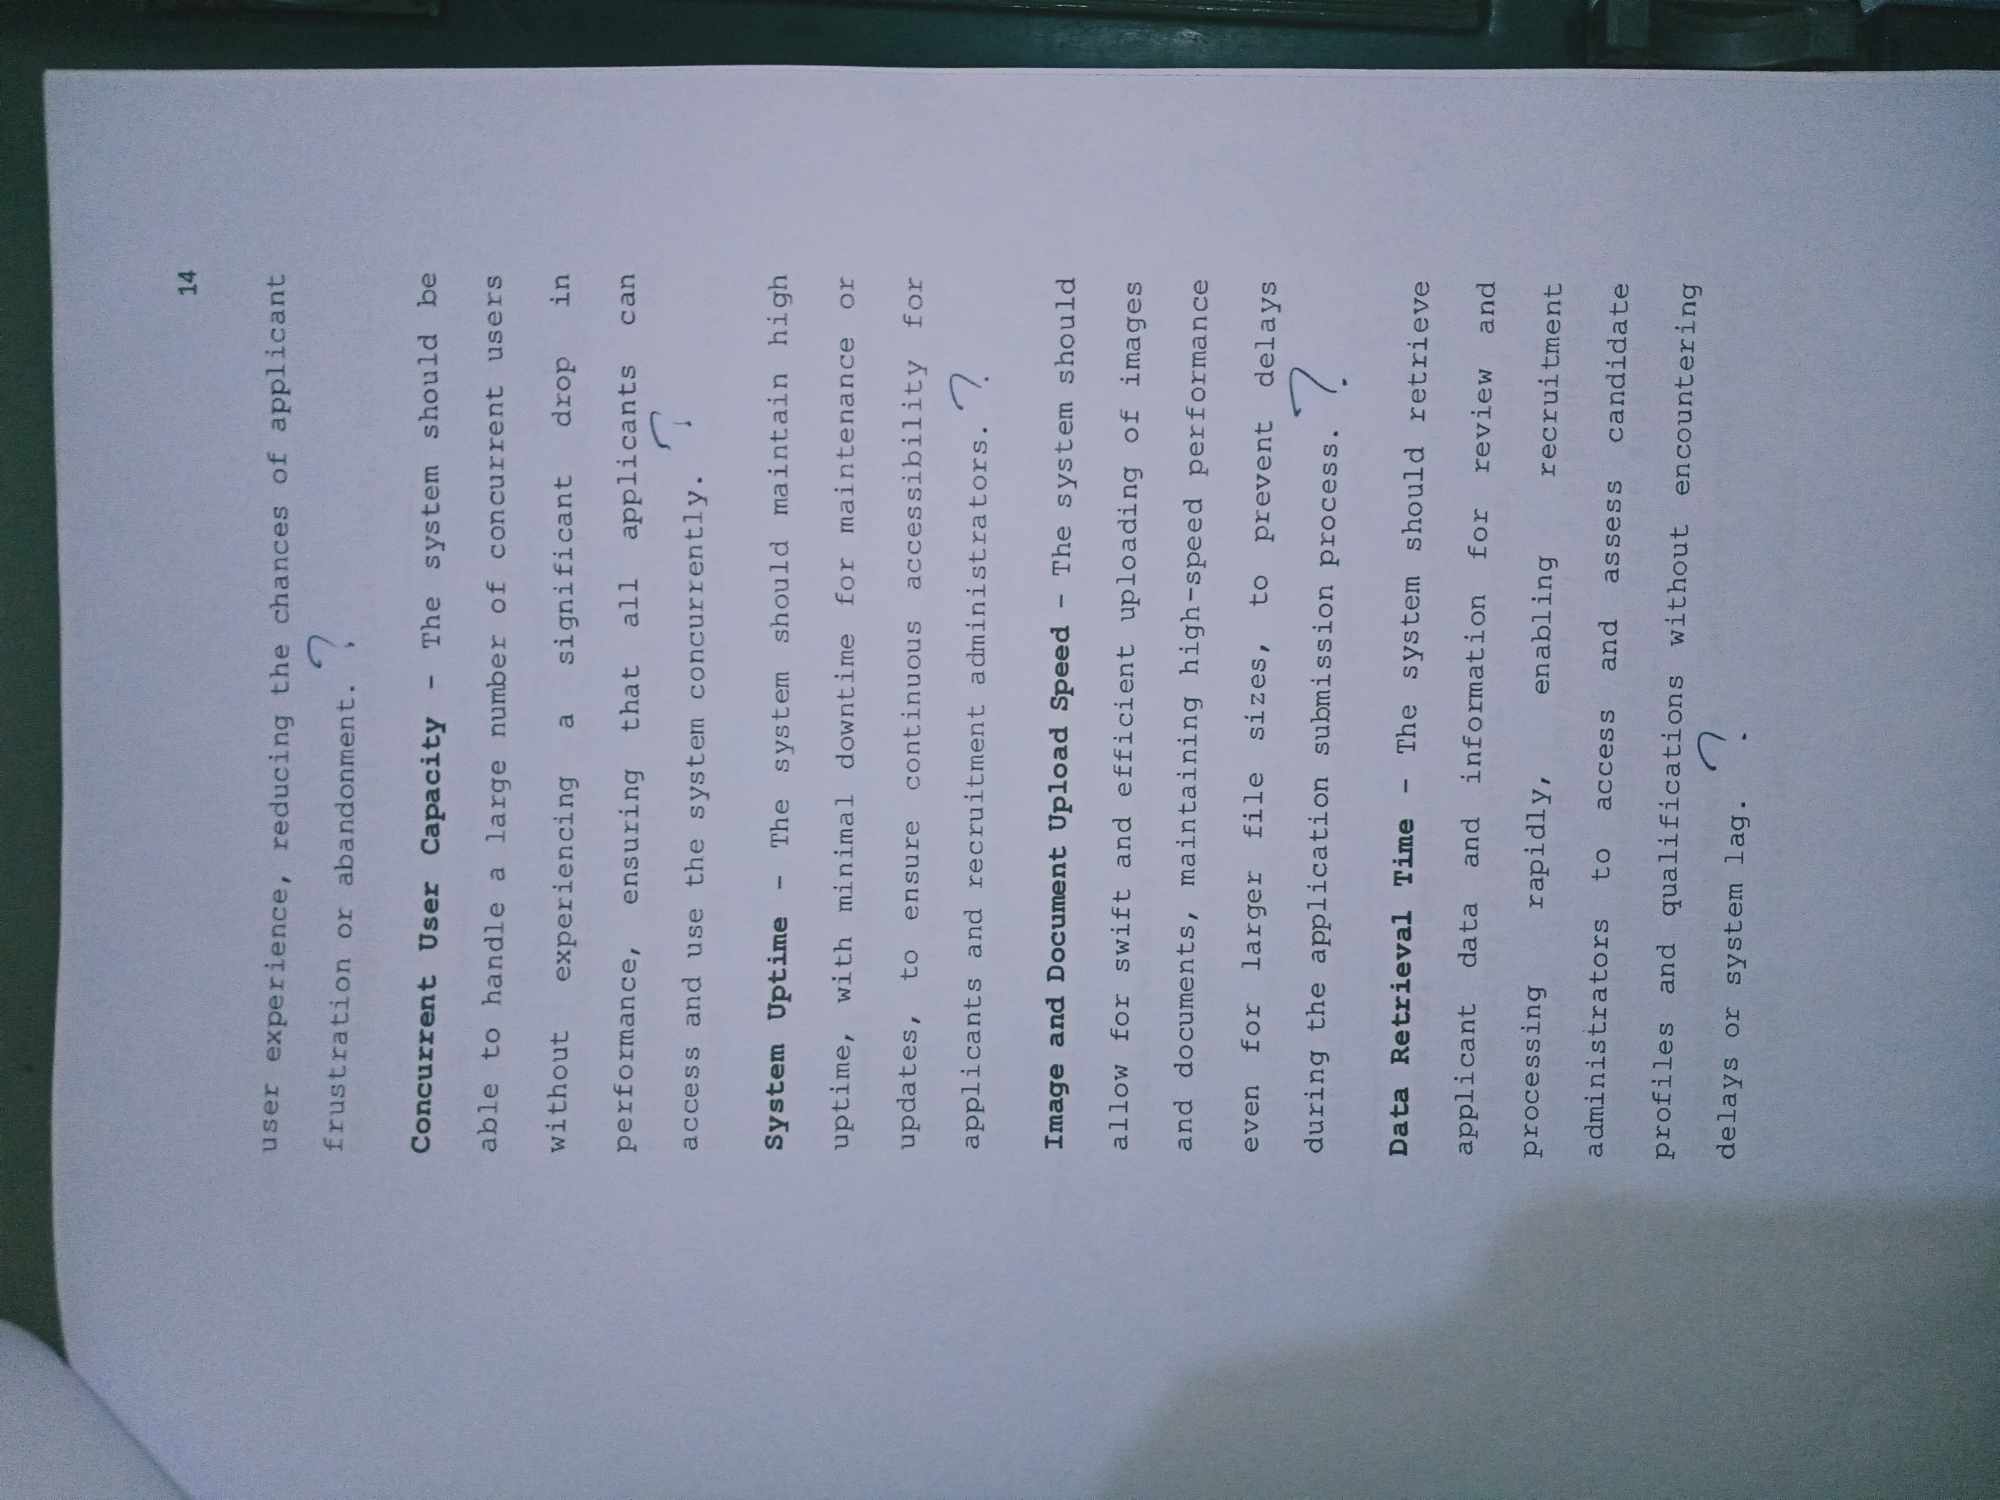 14
user experience, reducing the chances of applicant
frustration or abandonment. ?
Concurrent User Capacity - The system should be
able to handle a large number of concurrent users
without experiencing a significant drop in
performance, ensuring that all applicants can
access and use the system concurrently. ?
System Uptime - The system should maintain high
uptime, with minimal downtime for maintenance or
updates, to ensure continuous accessibility for
applicants and recruitment administrators. ?
Image and Document Upload Speed - The system should
allow for swift and efficient uploading of images
and documents, maintaining high-speed performance
even for larger file sizes, to prevent delays
during the application submission process. ?
Data Retrieval Time - The system should retrieve
applicant data and information for review and
processing rapidly, enabling recruitment
administrators to access and assess candidate
profiles and qualifications without encountering
delays or system lag. ?